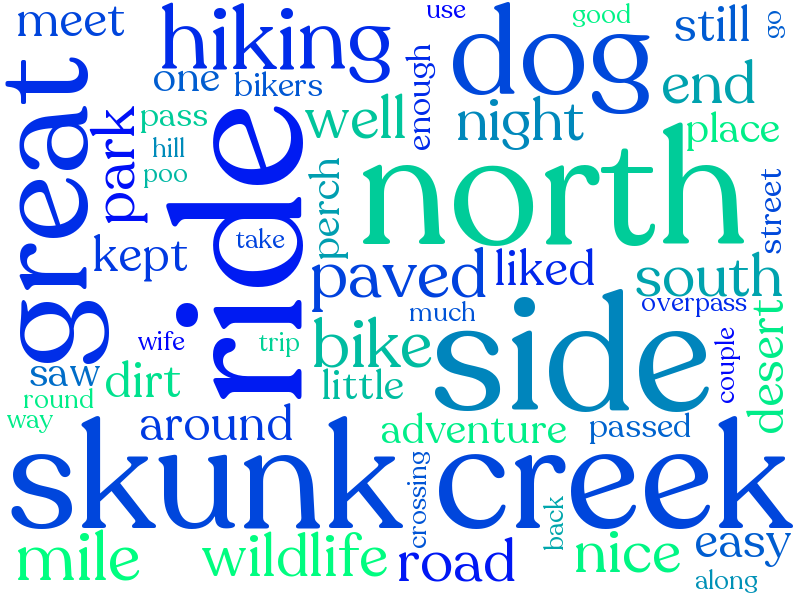 meet
hiking
use
good
still
go
dog
one
bikers
enough
end
great
park
pass
well
night
place
ride
hill
poo
perch
north
street
kept
take
paved
liked
south
much
overpass
wife
trip
bike
side
couple
desert
saw
dirt
little
round
way
around
adventure
passed
skunk creek
crossing
back
mile
wildlife
road
nice
easy
along